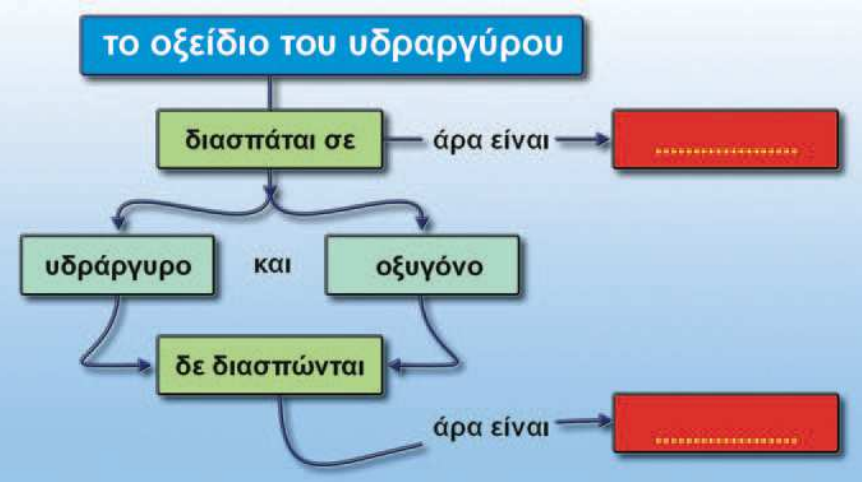 το οξείδιο του υδραργύρου
διασπάται σε
άρα είναι
....................
υδράργυρο
και
οξυγόνο
δε διασπώνται
άρα είναι
....................